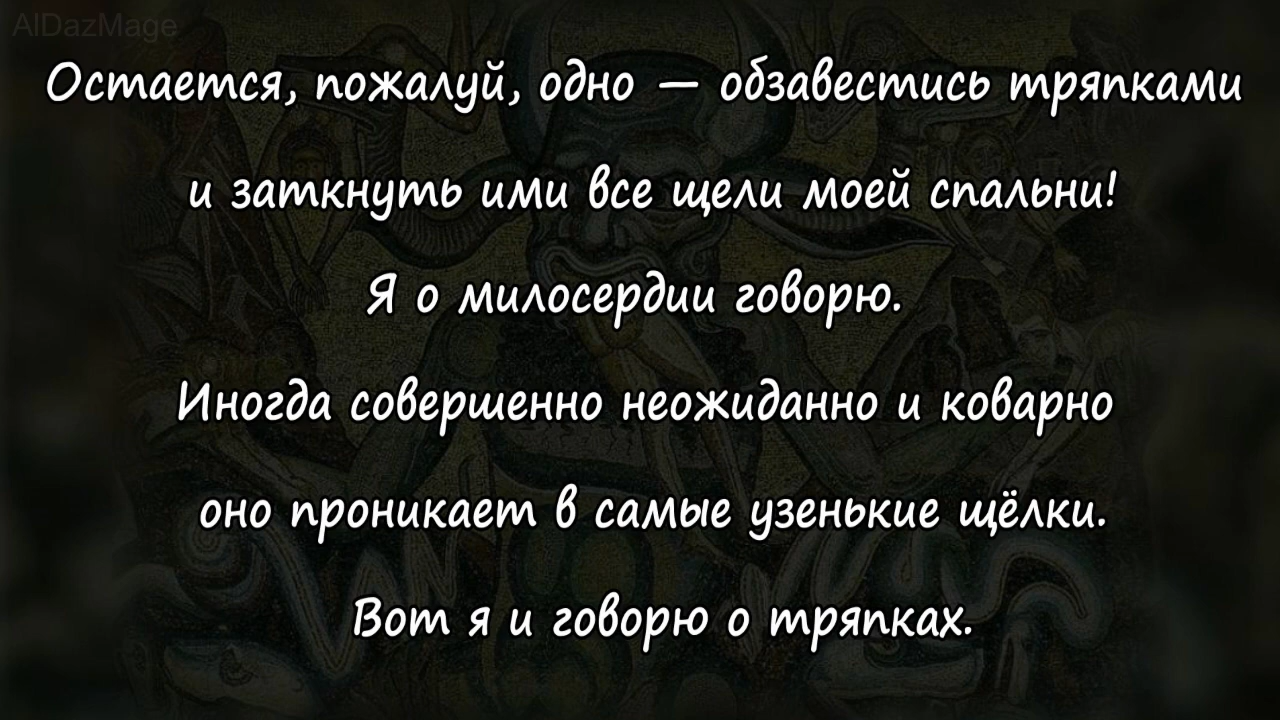 AlDazMage
Остается, пожалуй, одно — обзавестись тряпками
и заткнуть ими все щели моей спальни!
Я о милосердии говорю.
Иногда совершенно неожиданно и коварно
оно проникает в самые узенькие щёлки.
Вот я и говорю о тряпках.